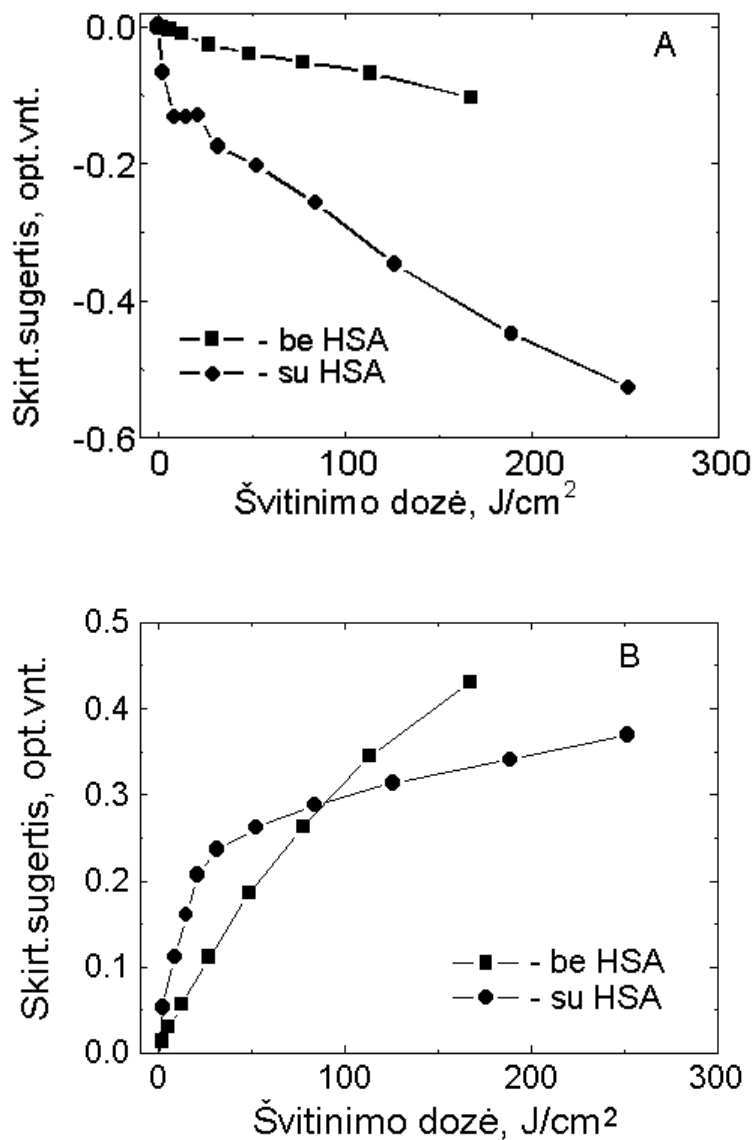 0.0
A
-0.2
-0.4
-0.6
Skirt.sugertis, opt.vnt.
- be HSA
- su HSA
0 100 200 300
Švitinimo dozė, J/cm²
0.5
B
0.4
0.3
0.2
0.1
0.0
Skirt.sugertis, opt.vnt.
- be HSA
- su HSA
0 100 200 300
Švitinimo dozė, J/cm²